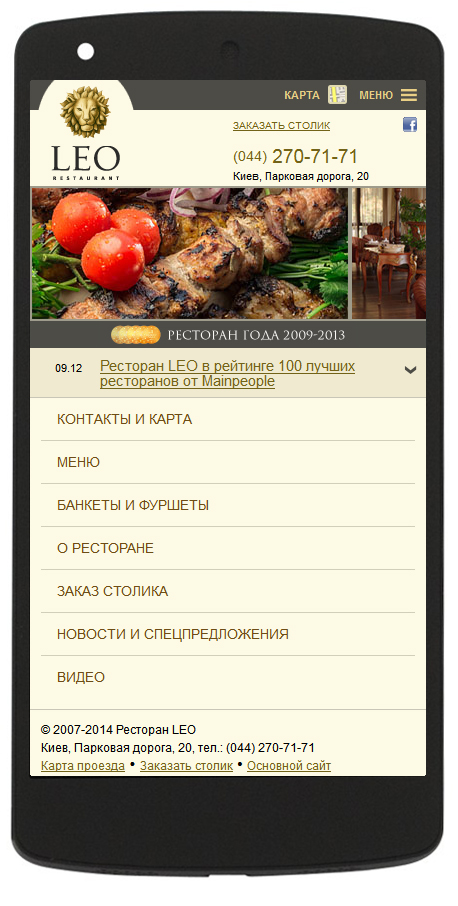 КАРТА МЕНЮ
LEO
RESTAURANT
ЗАКАЗАТЬ СТОЛИК
f
(044) 270-71-71
Киев, Парковая дорога, 20
РЕСТОРАН ГОДА 2009-2013
09.12 Ресторан LEO в рейтинге 100 лучших
ресторанов от Mainpeople
КОНТАКТЫ И КАРТА
МЕНЮ
БАНКЕТЫ И ФУРШЕТЫ
О РЕСТОРАНЕ
ЗАКАЗ СТОЛИКА
НОВОСТИ И СПЕЦПРЕДЛОЖЕНИЯ
ВИДЕО
© 2007-2014 Ресторан LEO
Киев, Парковая дорога, 20, тел.: (044) 270-71-71
Карта проезда • Заказать столик • Основной сайт